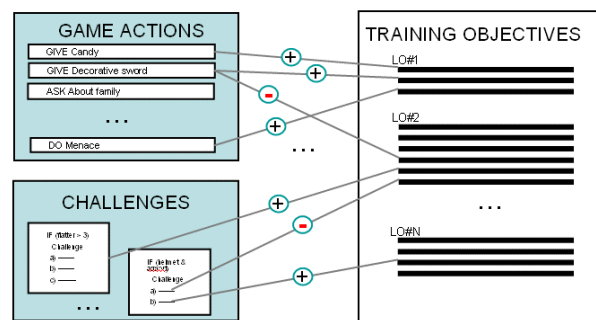 GAME ACTIONS
GIVE Candy
GIVE Decorative sword
ASK About family
...
DO Menace
CHALLENGES
IF (flatter > 3)
Challenge
a)
b)
c)
IF (helmet &
Challenge
a)
b)
...
+
+
-
+
...
+
-
+
TRAINING OBJECTIVES
LO#1
LO#2
...
LO#N